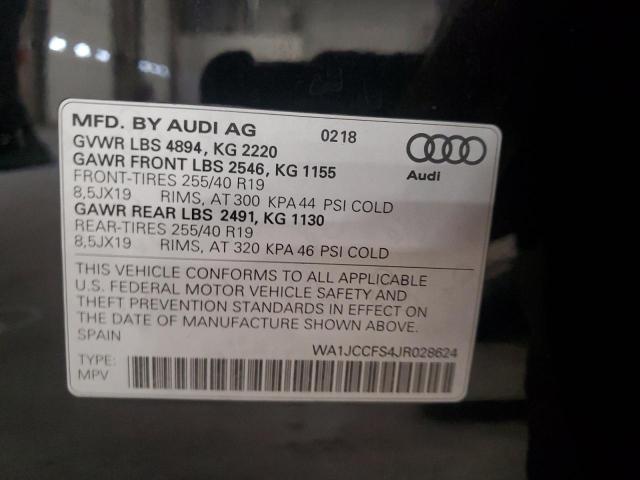 MFD. BY AUDI AG 0218
GVWR LBS 4894, KG 2220
GAWR FRONT LBS 2546, KG 1155
Audi
FRONT-TIRES 255/40 R19
8,5JX19 RIMS, AT 300 KPA 44 PSI COLD
GAWR REAR LBS 2491, KG 1130
REAR-TIRES 255/40 R19
8,5JX19 RIMS, AT 320 KPA 46 PSI COLD
THIS VEHICLE CONFORMS TO ALL APPLICABLE
U.S. FEDERAL MOTOR VEHICLE SAFETY AND
THEFT PREVENTION STANDARDS IN EFFECT ON
THE DATE OF MANUFACTURE SHOWN ABOVE.
SPAIN
WA1JCCFS4JR028624
TYPE:
MPV